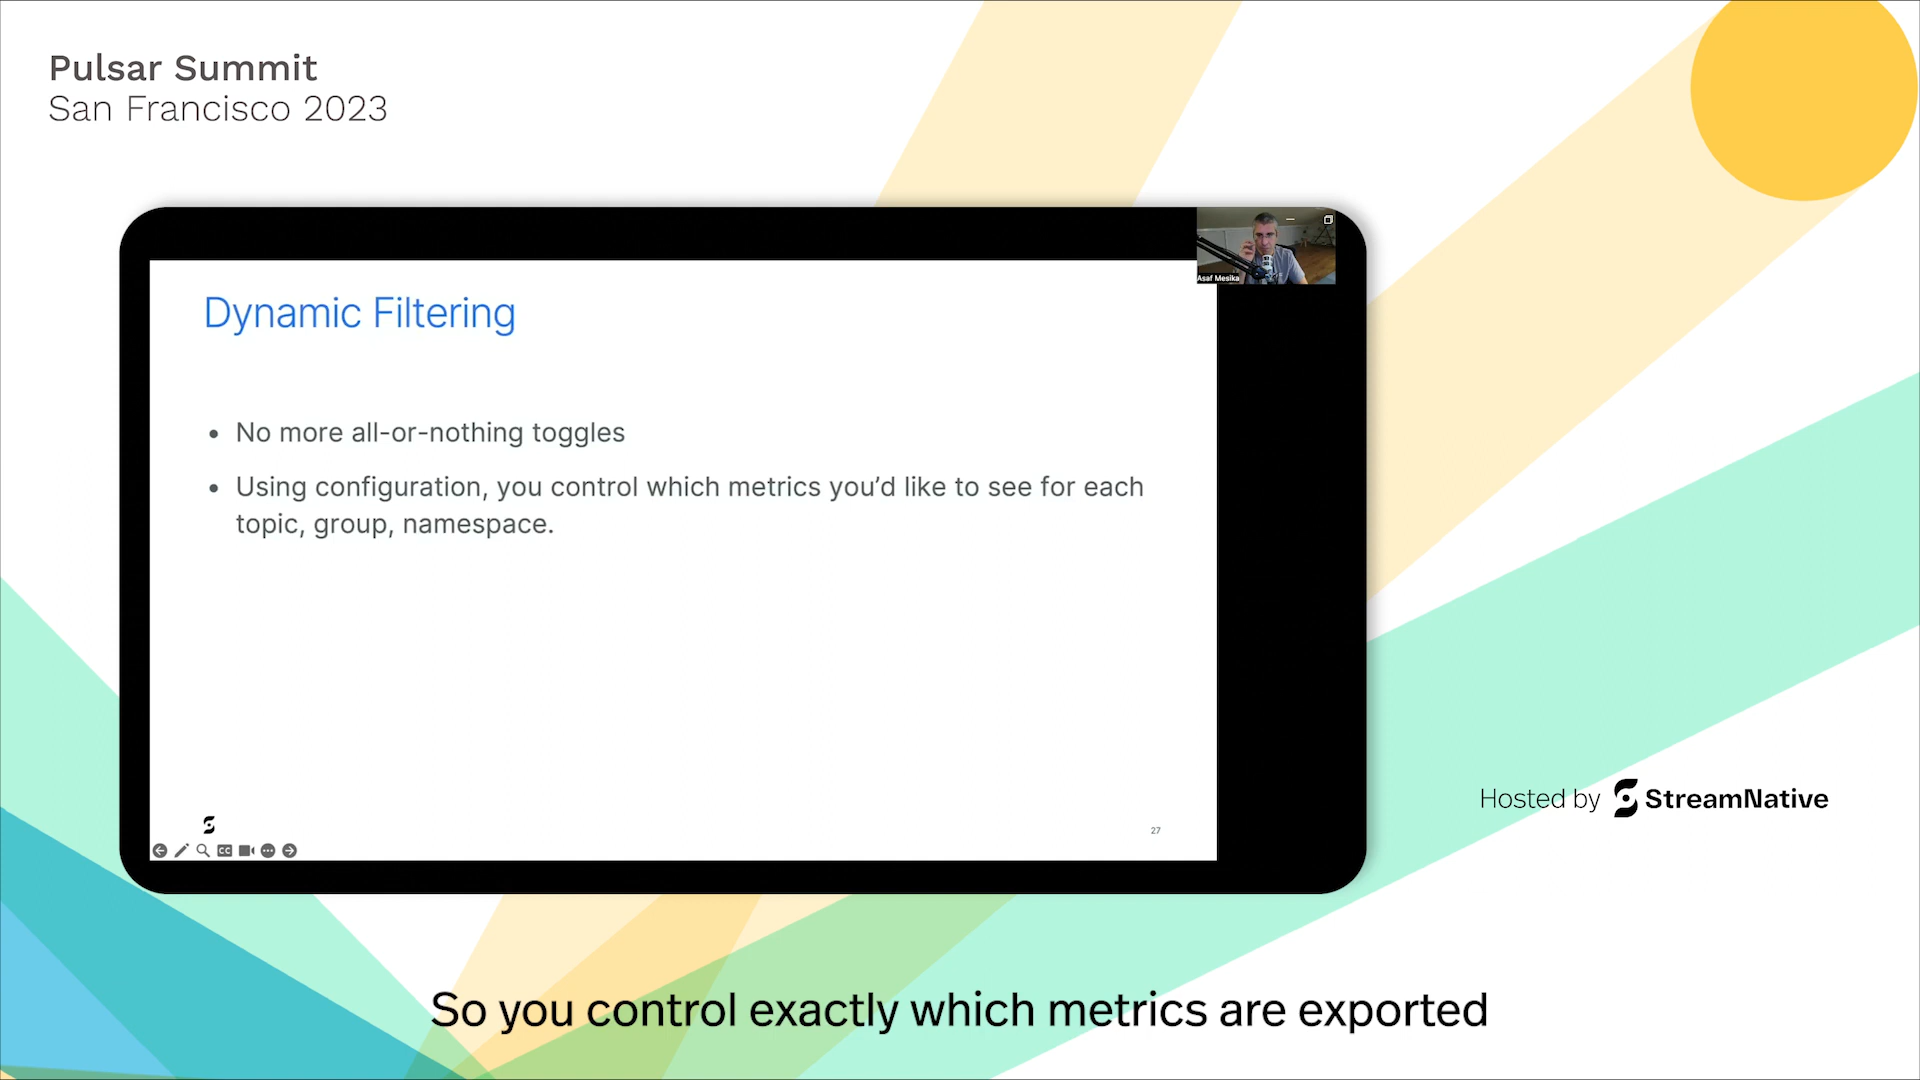 Pulsar Summit
San Francisco 2023
Asaf Mesika
Dynamic Filtering
• No more all-or-nothing toggles
• Using configuration, you control which metrics you’d like to see for each
topic, group, namespace.
27
CC
Hosted by StreamNative
So you control exactly which metrics are exported